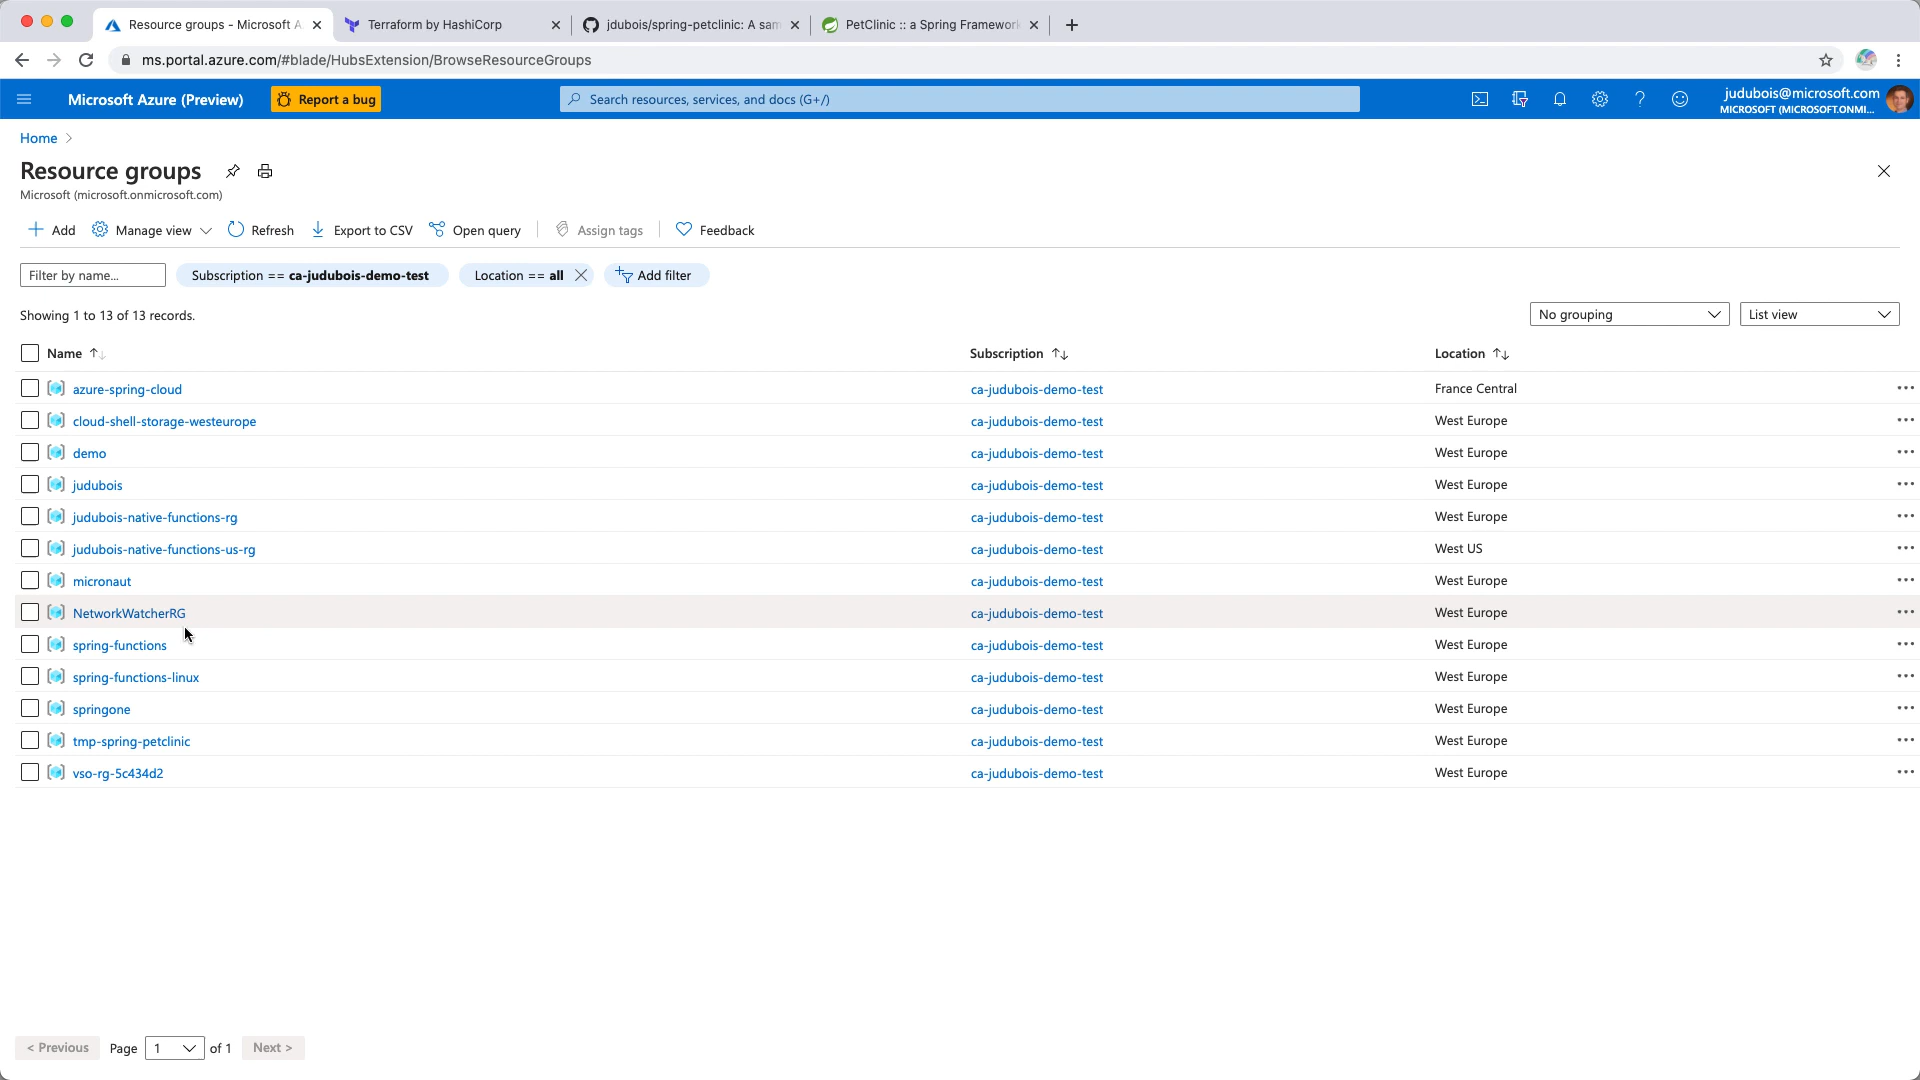 Resource groups - Microsoft A
Terraform by HashiCorp
jdubois/spring-petclinic: A sam
PetClinic :: a Spring Framework
ms.portal.azure.com/#blade/HubsExtension/BrowseResourceGroups
Microsoft Azure (Preview)
Report a bug
Search resources, services, and docs (G+/)
judubois@microsoft.com
MICROSOFT (MICROSOFT.ONMI...
Home
Resource groups
Microsoft (microsoft.onmicrosoft.com)
Add
Manage view
Refresh
Export to CSV
Open query
Assign tags
Feedback
Filter by name...
Subscription == ca-judubois-demo-test
Location == all
Add filter
Showing 1 to 13 of 13 records.
No grouping
List view
Name Subscription Location
azure-spring-cloud ca-judubois-demo-test France Central
cloud-shell-storage-westeurope ca-judubois-demo-test West Europe
demo ca-judubois-demo-test West Europe
judubois ca-judubois-demo-test West Europe
judubois-native-functions-rg ca-judubois-demo-test West Europe
judubois-native-functions-us-rg ca-judubois-demo-test West US
micronaut ca-judubois-demo-test West Europe
NetworkWatcherRG ca-judubois-demo-test West Europe
spring-functions ca-judubois-demo-test West Europe
spring-functions-linux ca-judubois-demo-test West Europe
springone ca-judubois-demo-test West Europe
tmp-spring-petclinic ca-judubois-demo-test West Europe
vso-rg-5c434d2 ca-judubois-demo-test West Europe
< Previous Page 1 of 1 Next >